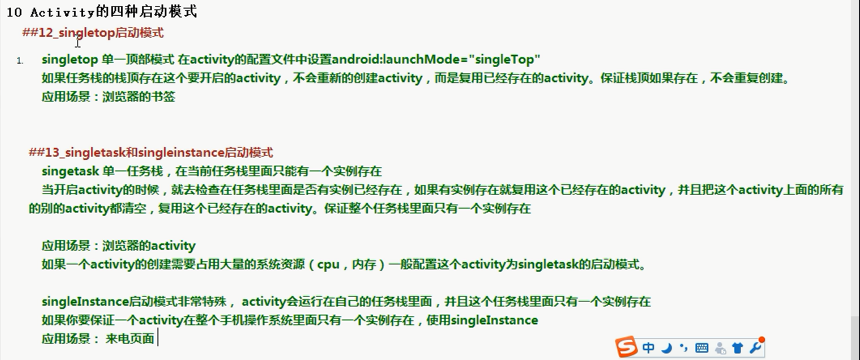 10 Activity的四种启动模式
##12_singletop启动模式
1. singletop 单一顶部模式 在activity的配置文件中设置android:launchMode="singleTop"
如果任务栈的栈顶存在这个要开启的activity，不会重新的创建activity，而是复用已经存在的activity。保证栈顶如果存在，不会重复创建。
应用场景：浏览器的书签
##13_singletask和singleinstance启动模式
singetask 单一任务栈，在当前任务栈里面只能有一个实例存在
当开启activity的时候，就去检查在任务栈里面是否有实例已经存在，如果有实例存在就复用这个已经存在的activity，并且把这个activity上面的所有
的别的activity都清空，复用这个已经存在的activity。保证整个任务栈里面只有一个实例存在
应用场景：浏览器的activity
如果一个activity的创建需要占用大量的系统资源（cpu，内存）一般配置这个activity为singletask的启动模式。
singleInstance启动模式非常特殊， activity会运行在自己的任务栈里面，并且这个任务栈里面只有一个实例存在
如果你要保证一个activity在整个手机操作系统里面只有一个实例存在，使用singleInstance
应用场景： 来电页面
S 中